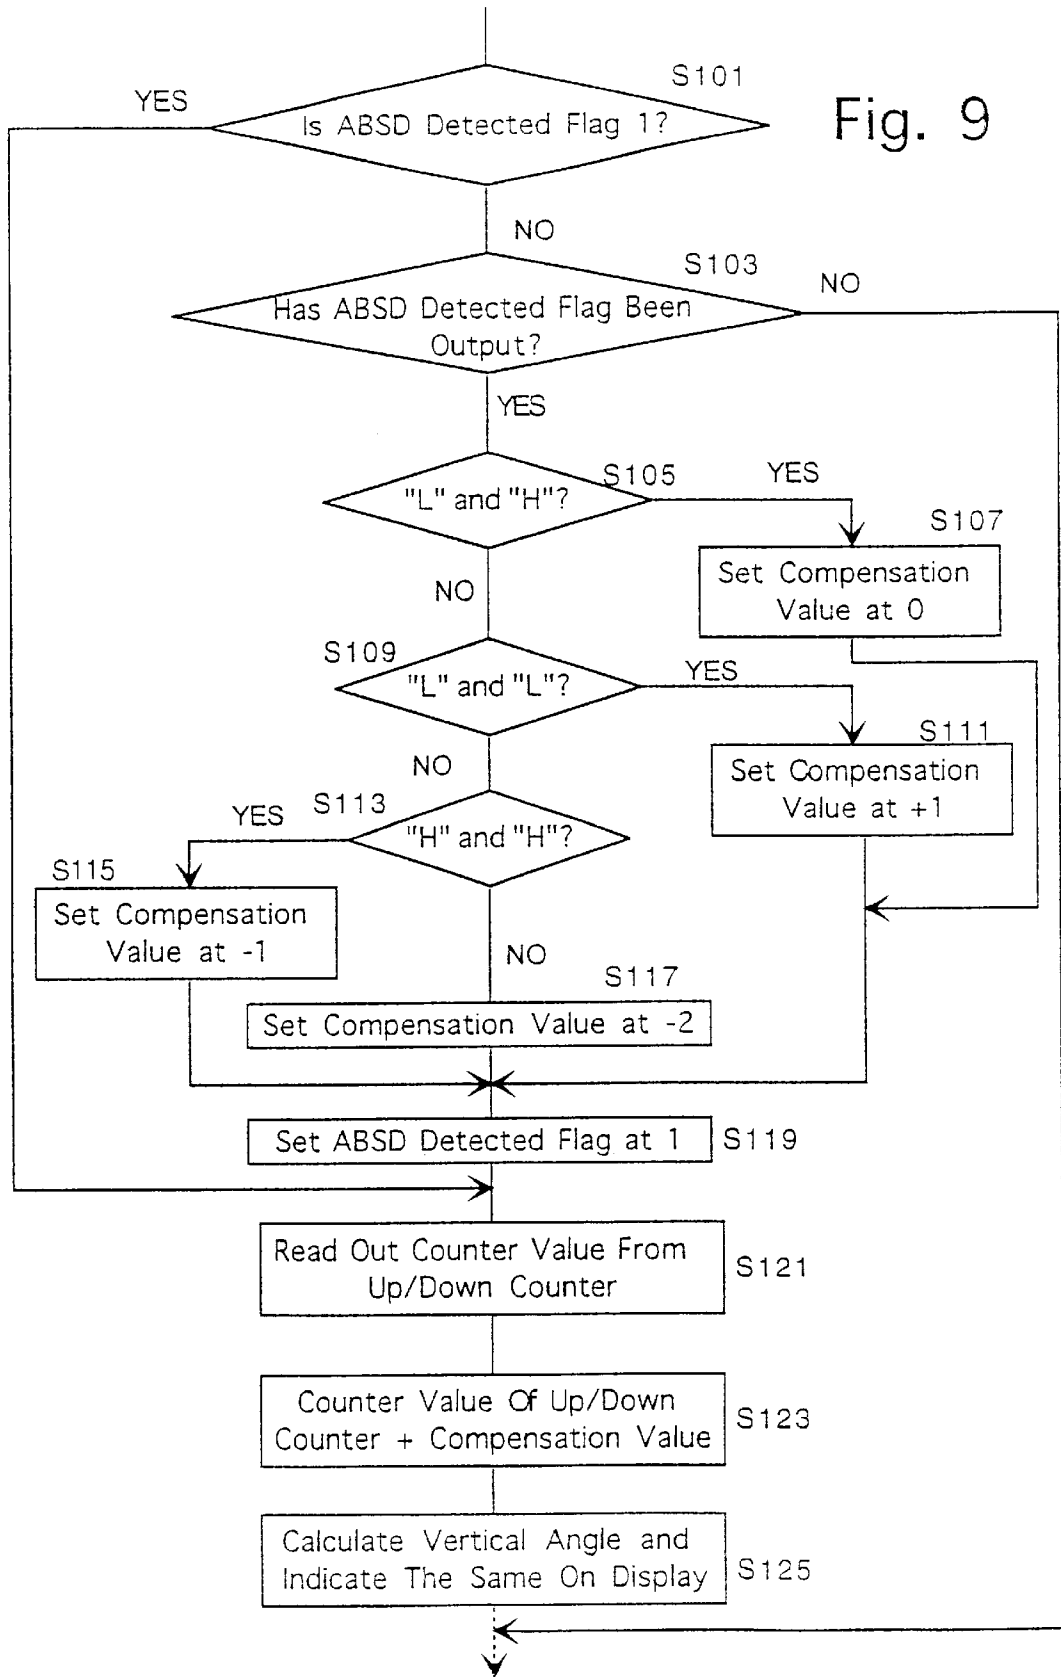 S101
YES
Is ABSD Detected Flag 1?
Fig. 9
NO
S103
NO
Has ABSD Detected Flag Been
Output?
YES
S105
YES
"L" and "H"?
S107
Set Compensation
Value at 0
NO
S109
"L" and "L"?
YES
S111
NO
Set Compensation
Value at +1
S113
YES
"H" and "H"?
S115
Set Compensation
Value at -1
NO
S117
Set Compensation Value at -2
Set ABSD Detected Flag at 1
S119
Read Out Counter Value From
Up/Down Counter
S121
Counter Value Of Up/Down
Counter + Compensation Value
S123
Calculate Vertical Angle and
Indicate The Same On Display
S125